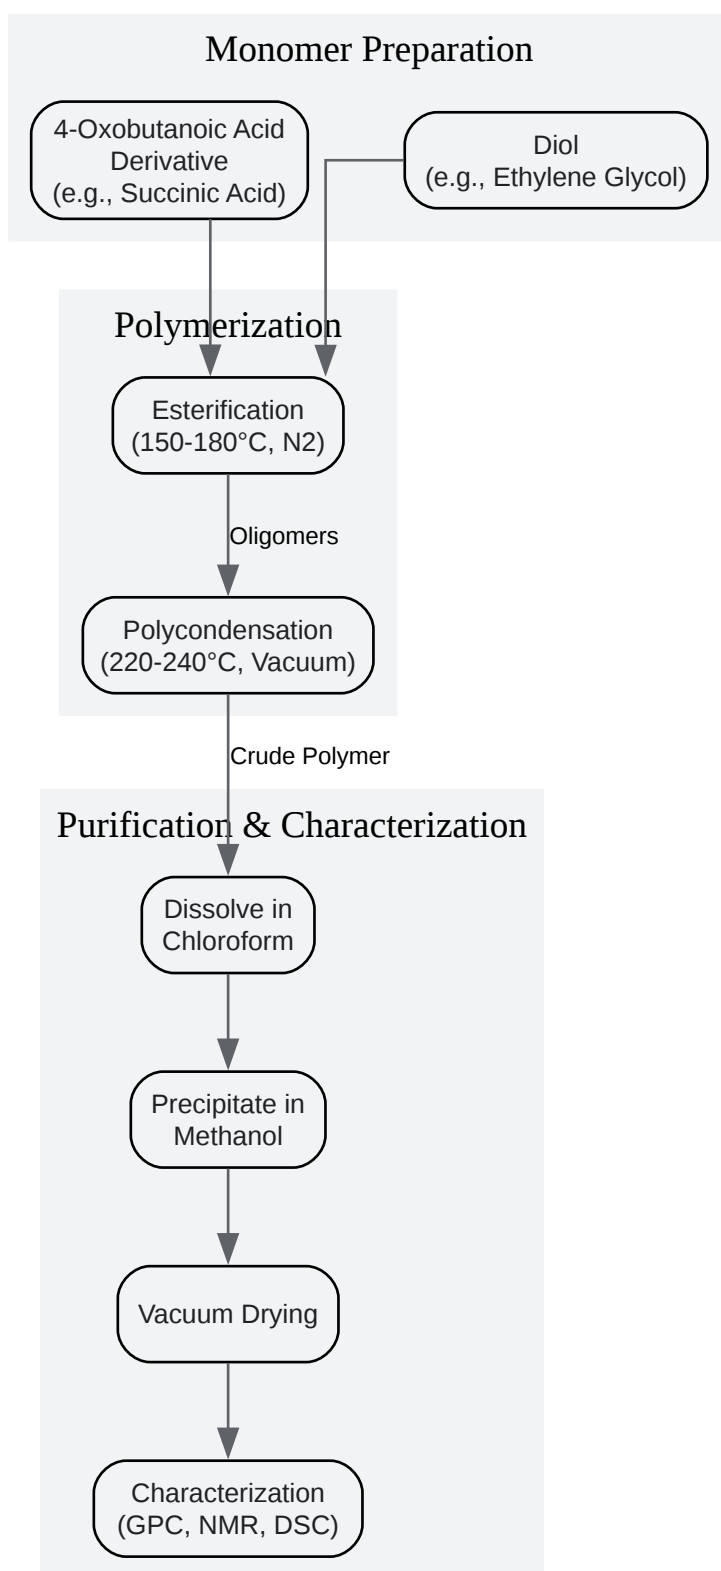 Monomer Preparation
4-Oxobutanoic Acid
Derivative
(e.g., Succinic Acid)
Diol
(e.g., Ethylene Glycol)
Polymerization
Esterification
(150-180°C, N2)
Oligomers
Polycondensation
(220-240°C, Vacuum)
Crude Polymer
Purification & Characterization
Dissolve in
Chloroform
Precipitate in
Methanol
Vacuum Drying
Characterization
(GPC, NMR, DSC)